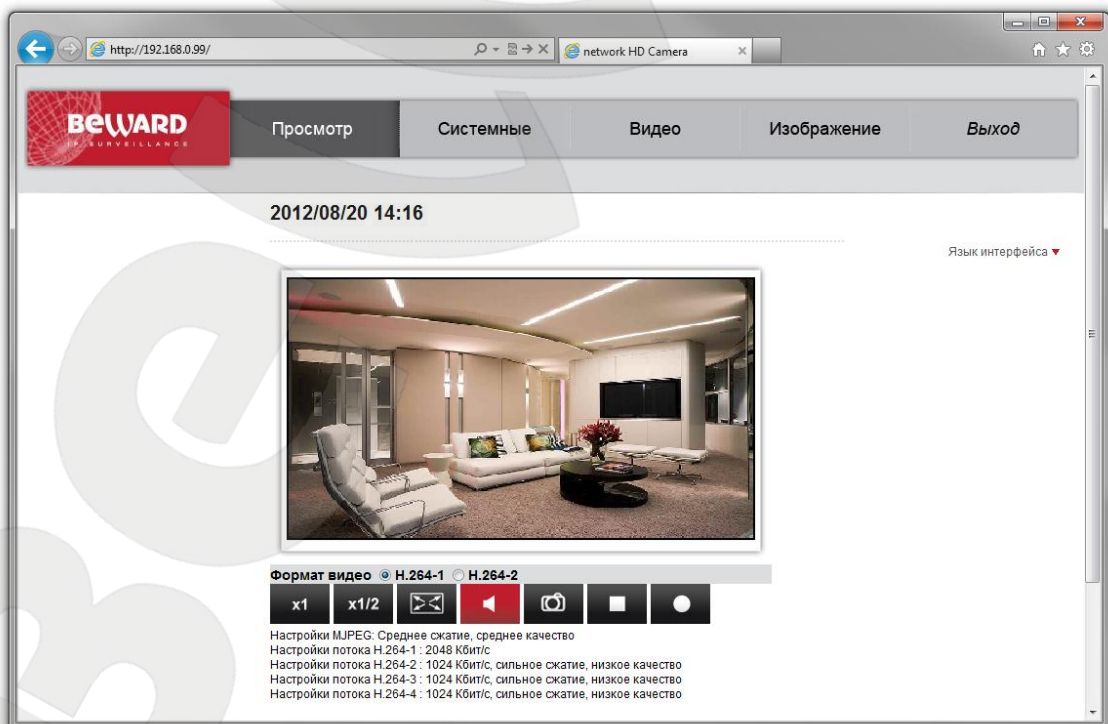 http://192.168.0.99/
network HD Camera
BEWARD
IP SURVEILLANCE
Просмотр
Системные
Видео
Изображение
Выход
2012/08/20 14:16
Язык интерфейса
Формат видео H.264-1 H.264-2
x1 x1/2
Настройки MJPEG: Среднее сжатие, среднее качество
Настройки потока H.264-1 : 2048 Кбит/с
Настройки потока H.264-2 : 1024 Кбит/с, сильное сжатие, низкое качество
Настройки потока H.264-3 : 1024 Кбит/с, сильное сжатие, низкое качество
Настройки потока H.264-4 : 1024 Кбит/с, сильное сжатие, низкое качество